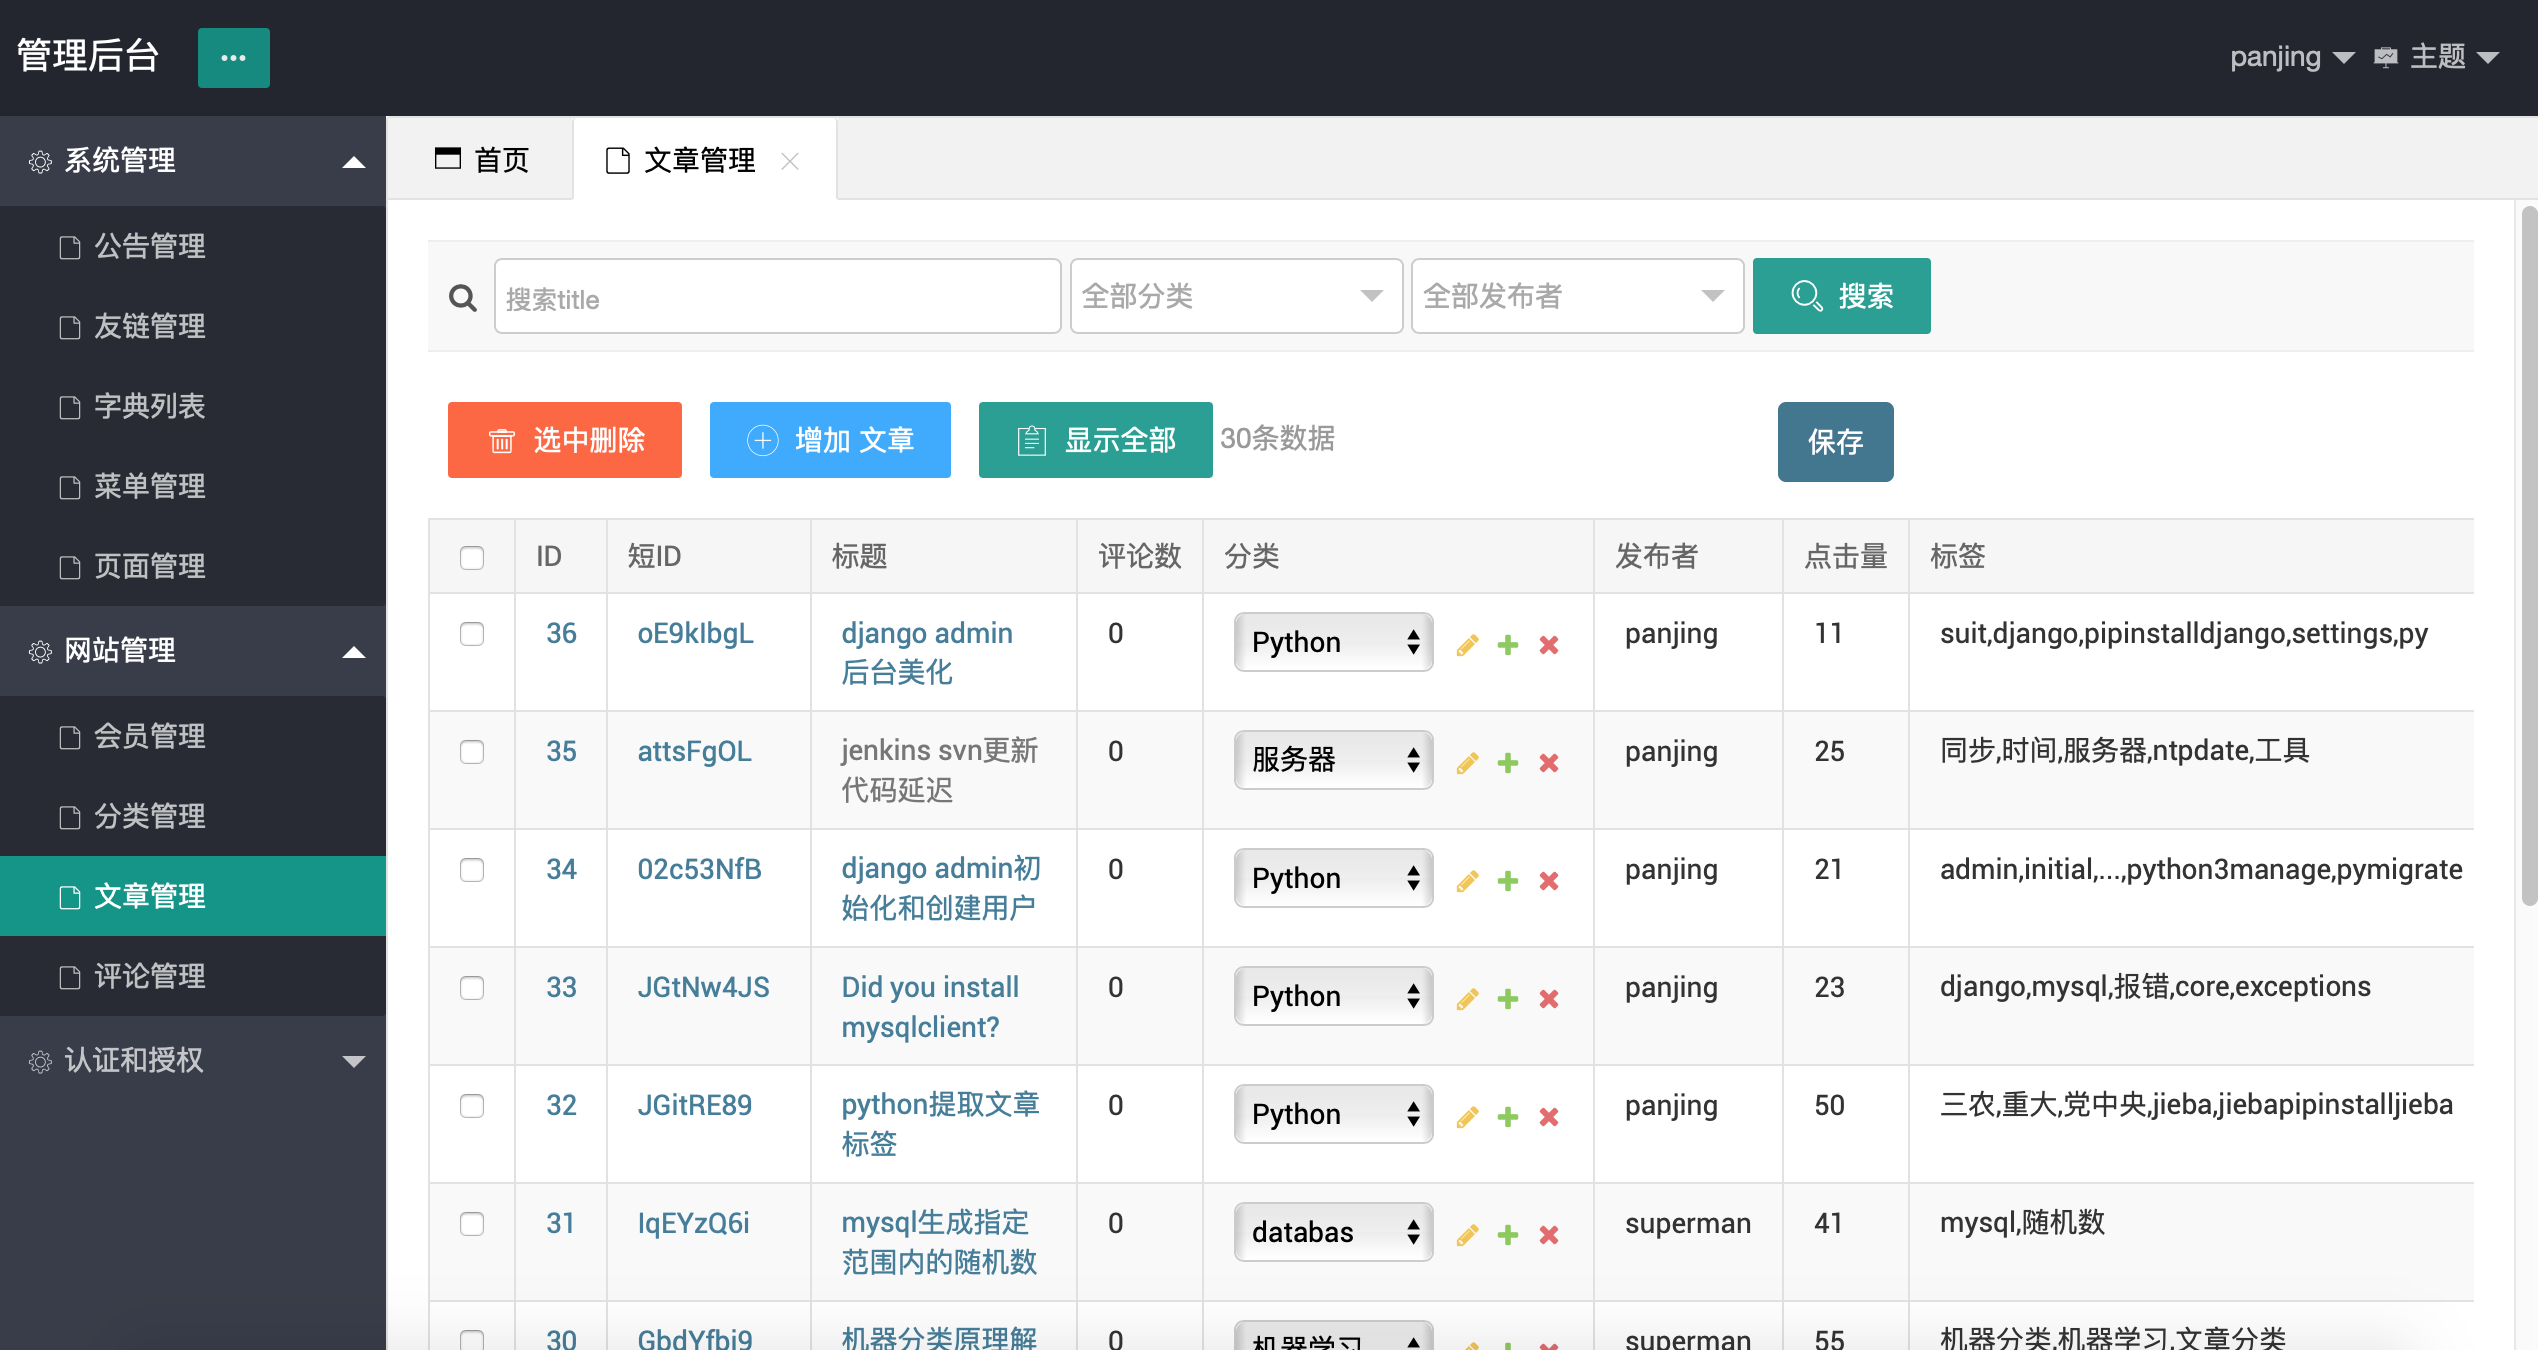 管理后台
panjing 主题
系统管理
公告管理
友链管理
字典列表
菜单管理
页面管理
网站管理
会员管理
分类管理
文章管理
评论管理
认证和授权
首页 文章管理
搜索title 全部分类 全部发布者 搜索
选中删除 增加 文章 显示全部 30条数据 保存
ID 短ID 标题 评论数 分类 发布者 点击量 标签
36 oE9kIbgL django admin 0 Python panjing 11 suit,django,pipinstalldjango,settings,py
后台美化
35 attsFgOL jenkins svn更新 0 服务器 panjing 25 同步,时间,服务器,ntpdate,工具
代码延迟
34 02c53NfB django admin初 0 Python panjing 21 admin,initial,...,python3manage,pymigrate
始化和创建用户
33 JGtNw4JS Did you install 0 Python panjing 23 django,mysql,报错,core,exceptions
mysqlclient?
32 JGitRE89 python提取文章 0 Python panjing 50 三农,重大,党中央,jieba,jiebapipinstalljieba
标签
31 IqEYzQ6i mysql生成指定 0 databas superman 41 mysql,随机数
范围内的随机数
30 GbdYfbj9 机器分类原理解 0 机器学习 superman 55 机器分类,机器学习,文章分类